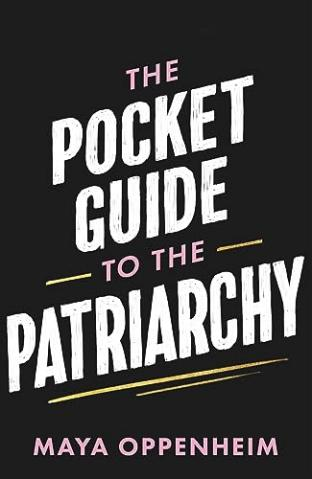 THE
POCKET
GUIDE
TO THE
PATRIARCHY
MAYA OPPENHEIM